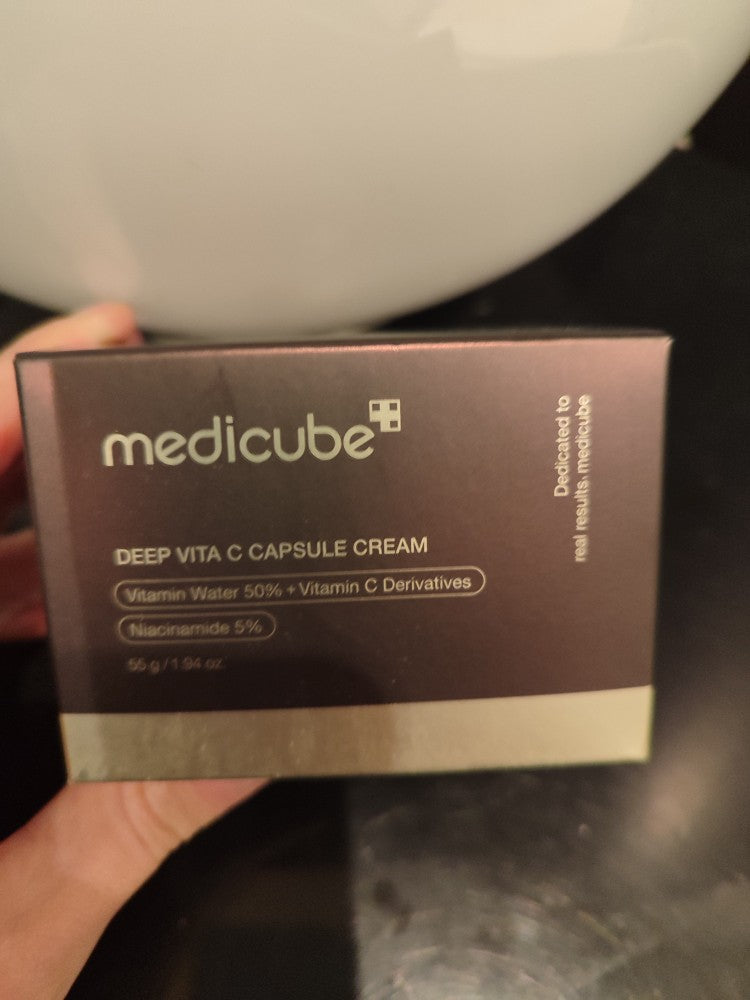 medicube
DEEP VITA C CAPSULE CREAM
Vitamin Water 50% + Vitamin C Derivatives
Niacinamide 5%
55 g / 1.94 oz.
Dedicated to
real results. medicube